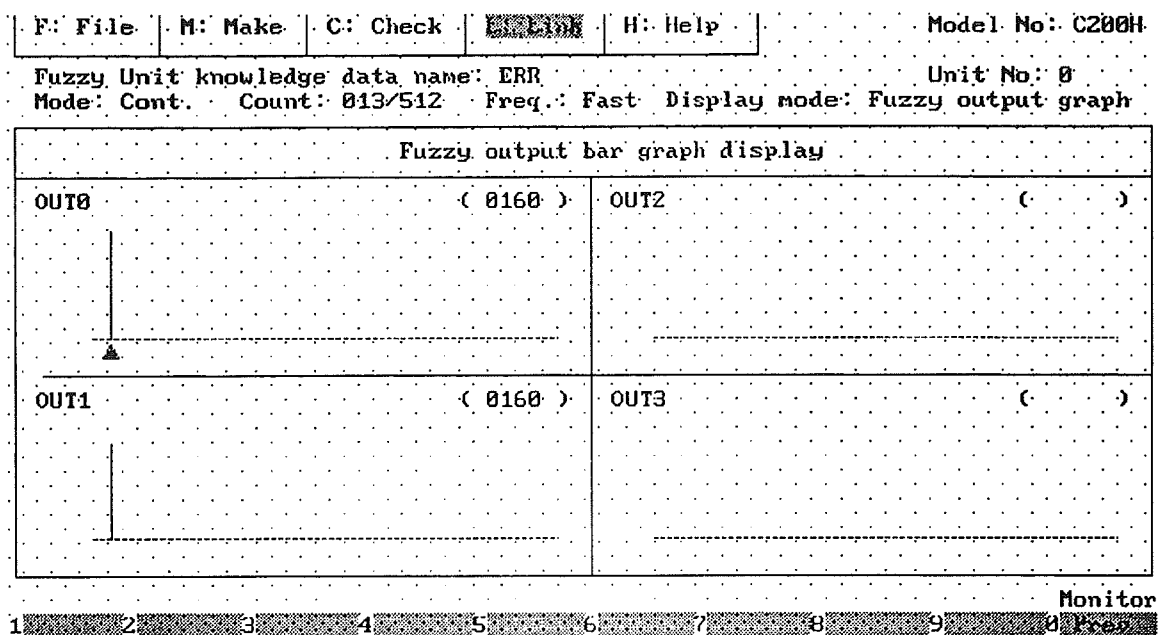 F: File M: Make C: Check L: Link H: Help Model No: C200H
Fuzzy Unit knowledge data name: ERR Unit No: 0
Mode: Cont. Count: 013/512 Freq.: Fast Display mode: Fuzzy output graph
Fuzzy output bar graph display
OUT0 ( 0160 ) OUT2 ( )
OUT1 ( 0160 ) OUT3 ( )
Monitor
1 2 3 4 5 6 7 8 9 0 Prev